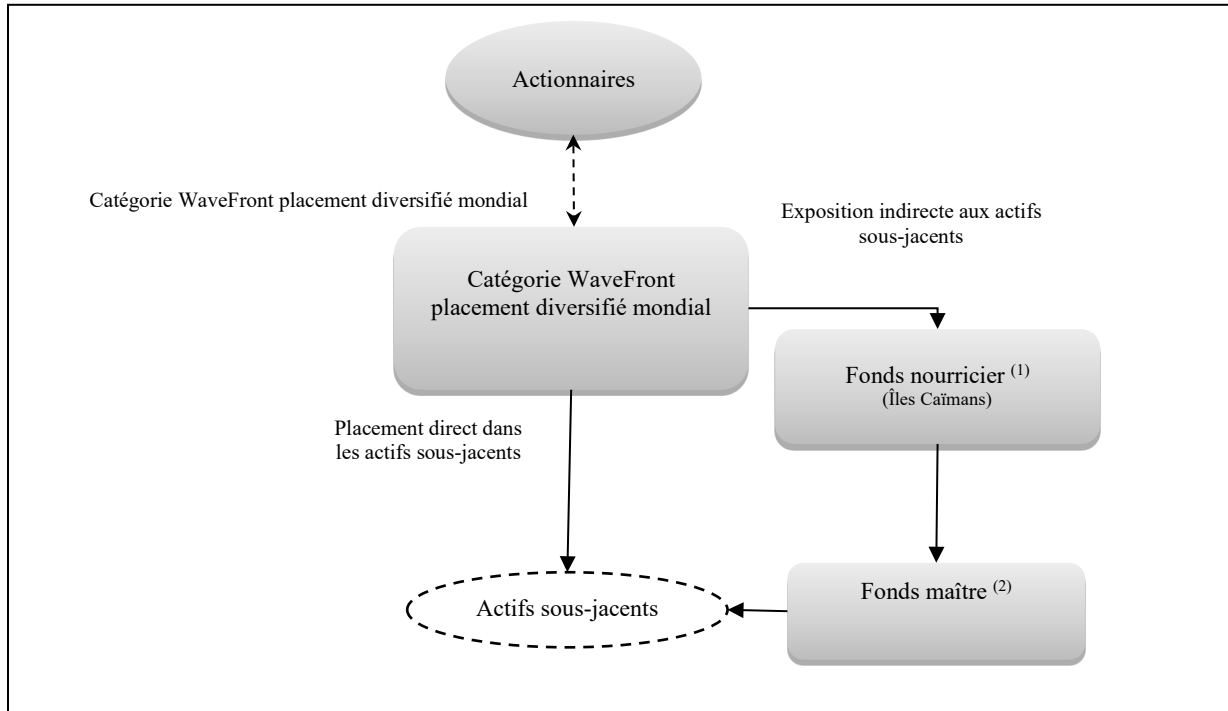 Actionnaires
Catégorie WaveFront placement diversifié mondial
Exposition indirecte aux actifs
sous-jacents
Catégorie WaveFront
placement diversifié mondial
Fonds nourricier (1)
(Îles Caïmans)
Placement direct dans
les actifs sous-jacents
Fonds maître (2)
Actifs sous-jacents